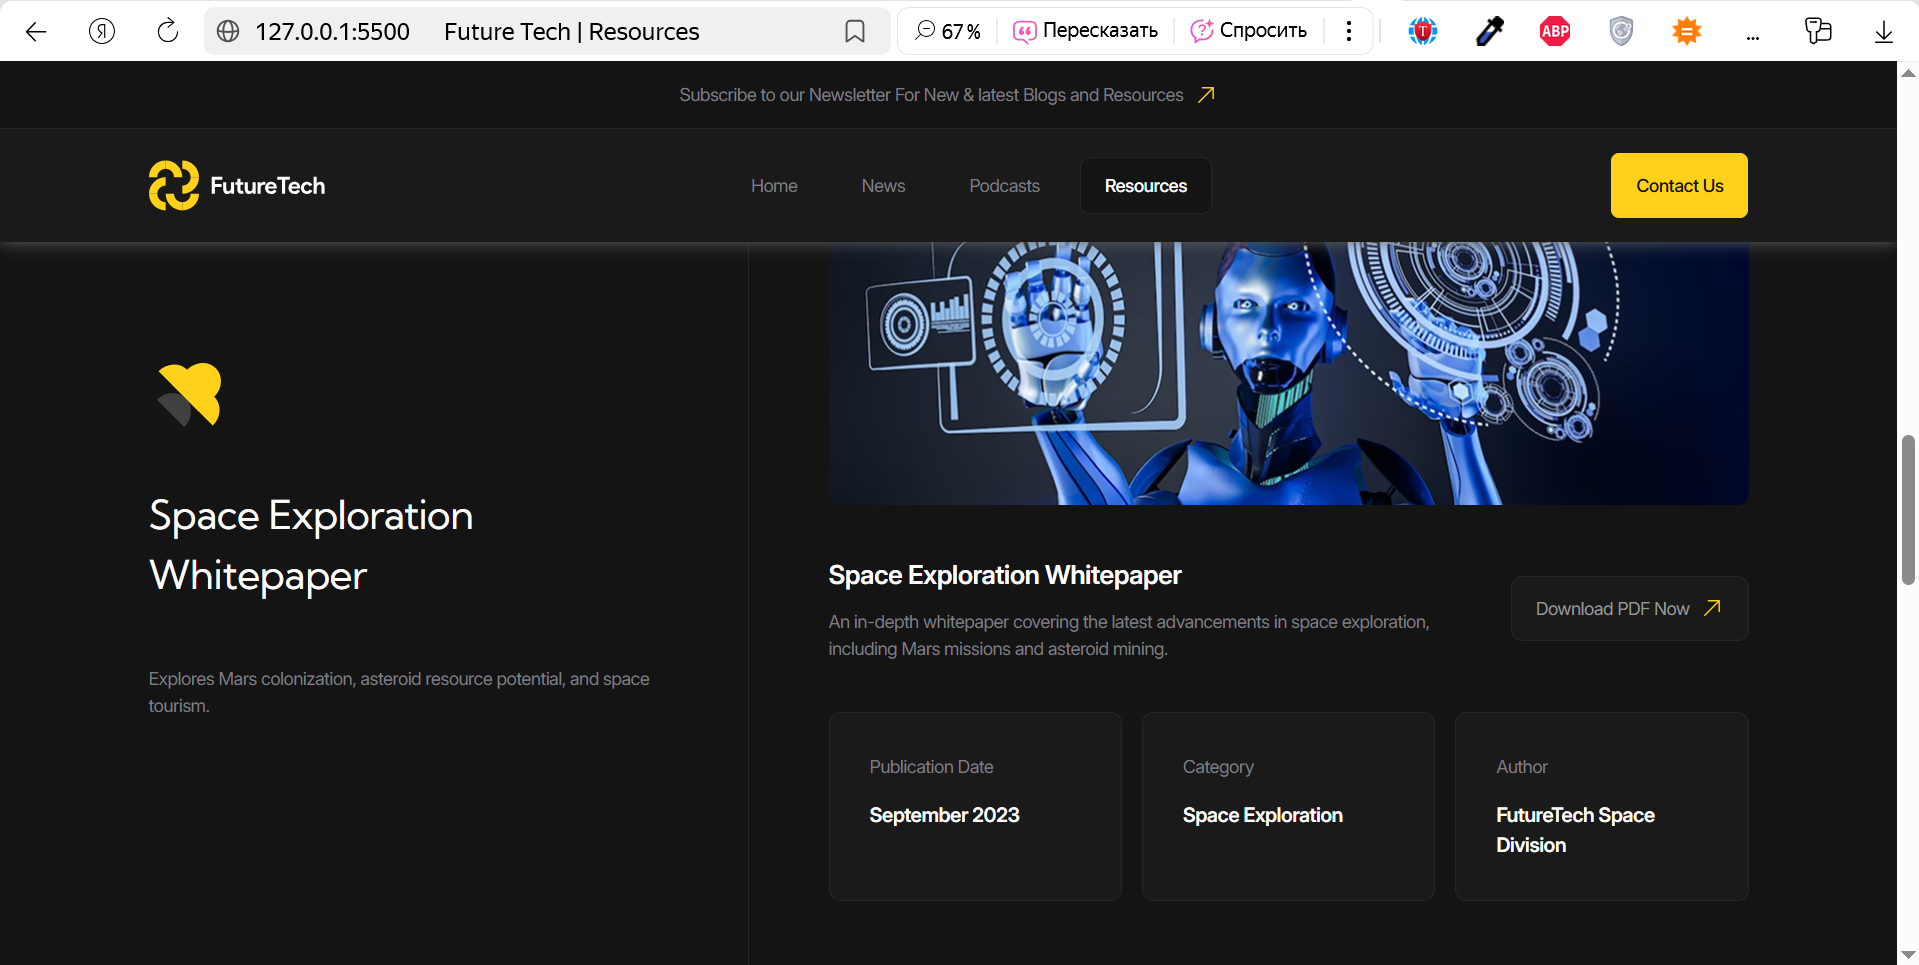 127.0.0.1:5500 Future Tech | Resources 67 % Пересказать Спросить ABP ...
Subscribe to our Newsletter For New & latest Blogs and Resources
FutureTech Home News Podcasts Resources Contact Us
Space Exploration
Whitepaper
Explores Mars colonization, asteroid resource potential, and space
tourism.
Space Exploration Whitepaper
An in-depth whitepaper covering the latest advancements in space exploration,
including Mars missions and asteroid mining.
Download PDF Now
Publication Date
September 2023
Category
Space Exploration
Author
FutureTech Space
Division